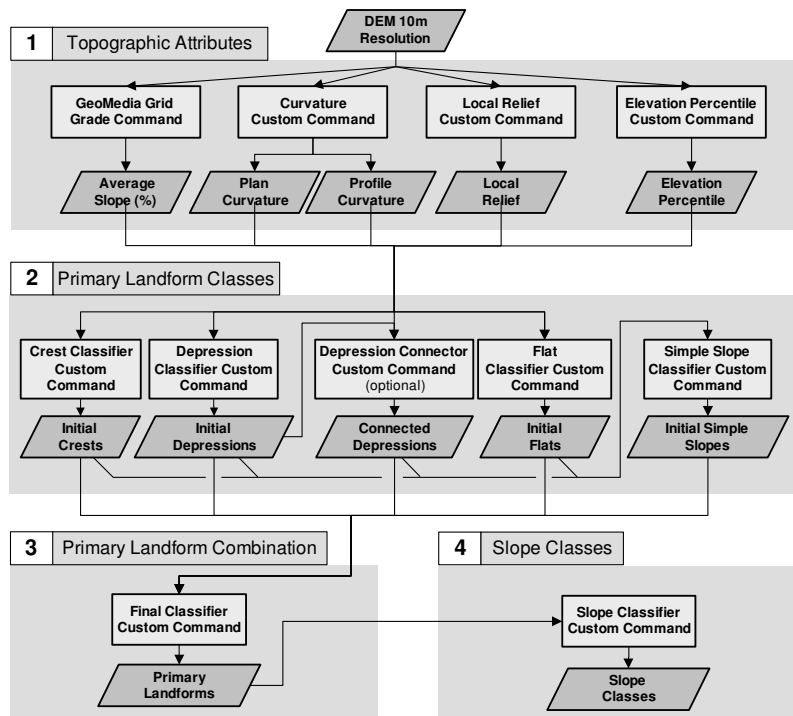 DEM 10m
Resolution
1 Topographic Attributes
GeoMedia Grid
Grade Command
Curvature
Custom Command
Local Relief
Custom Command
Elevation Percentile
Custom Command
Average
Slope (%)
Plan
Curvature
Profile
Curvature
Local
Relief
Elevation
Percentile
2 Primary Landform Classes
Crest Classifier
Custom
Command
Depression
Classifier Custom
Command
Depression Connector
Custom Command
(optional)
Flat
Classifier Custom
Command
Simple Slope
Classifier Custom
Command
Initial
Crests
Initial
Depressions
Connected
Depressions
Initial
Flats
Initial Simple
Slopes
3 Primary Landform Combination
Final Classifier
Custom Command
Primary
Landforms
4 Slope Classes
Slope Classifier
Custom Command
Slope
Classes